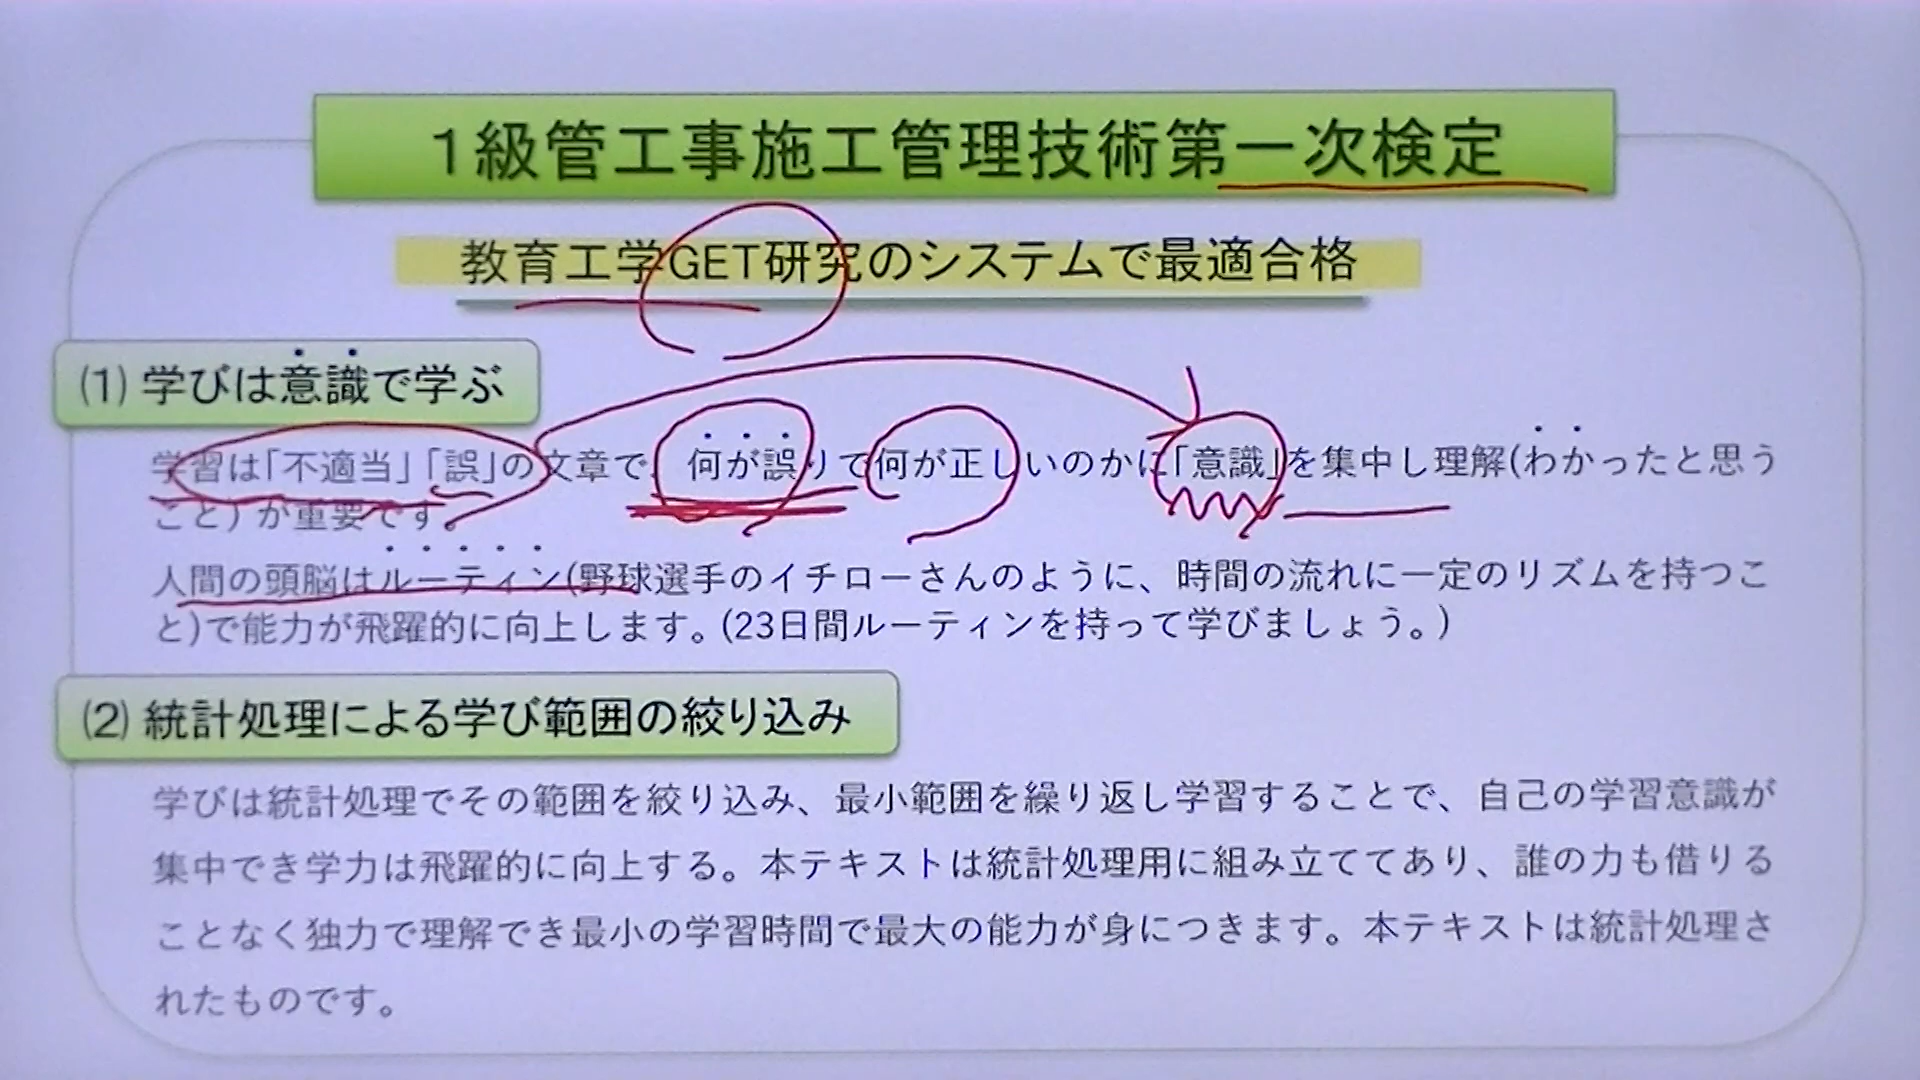 1級管工事施工管理技術第一次検定
教育工学GET研究のシステムで最適合格
(1) 学びは意識で学ぶ
学習は「不適当」「誤」の文章で、何が誤りで何が正しいのかに「意識」を集中し理解(わかったと思う
こと)が重要です。
人間の頭脳はルーティン(野球選手のイチローさんのように、時間の流れに一定のリズムを持つこ
と)で能力が飛躍的に向上します。(23日間ルーティンを持って学びましょう。)
(2) 統計処理による学び範囲の絞り込み
学びは統計処理でその範囲を絞り込み、最小範囲を繰り返し学習することで、自己の学習意識が
集中でき学力は飛躍的に向上する。本テキストは統計処理用に組み立ててあり、誰の力も借りる
ことなく独力で理解でき最小の学習時間で最大の能力が身につきます。本テキストは統計処理さ
れたものです。